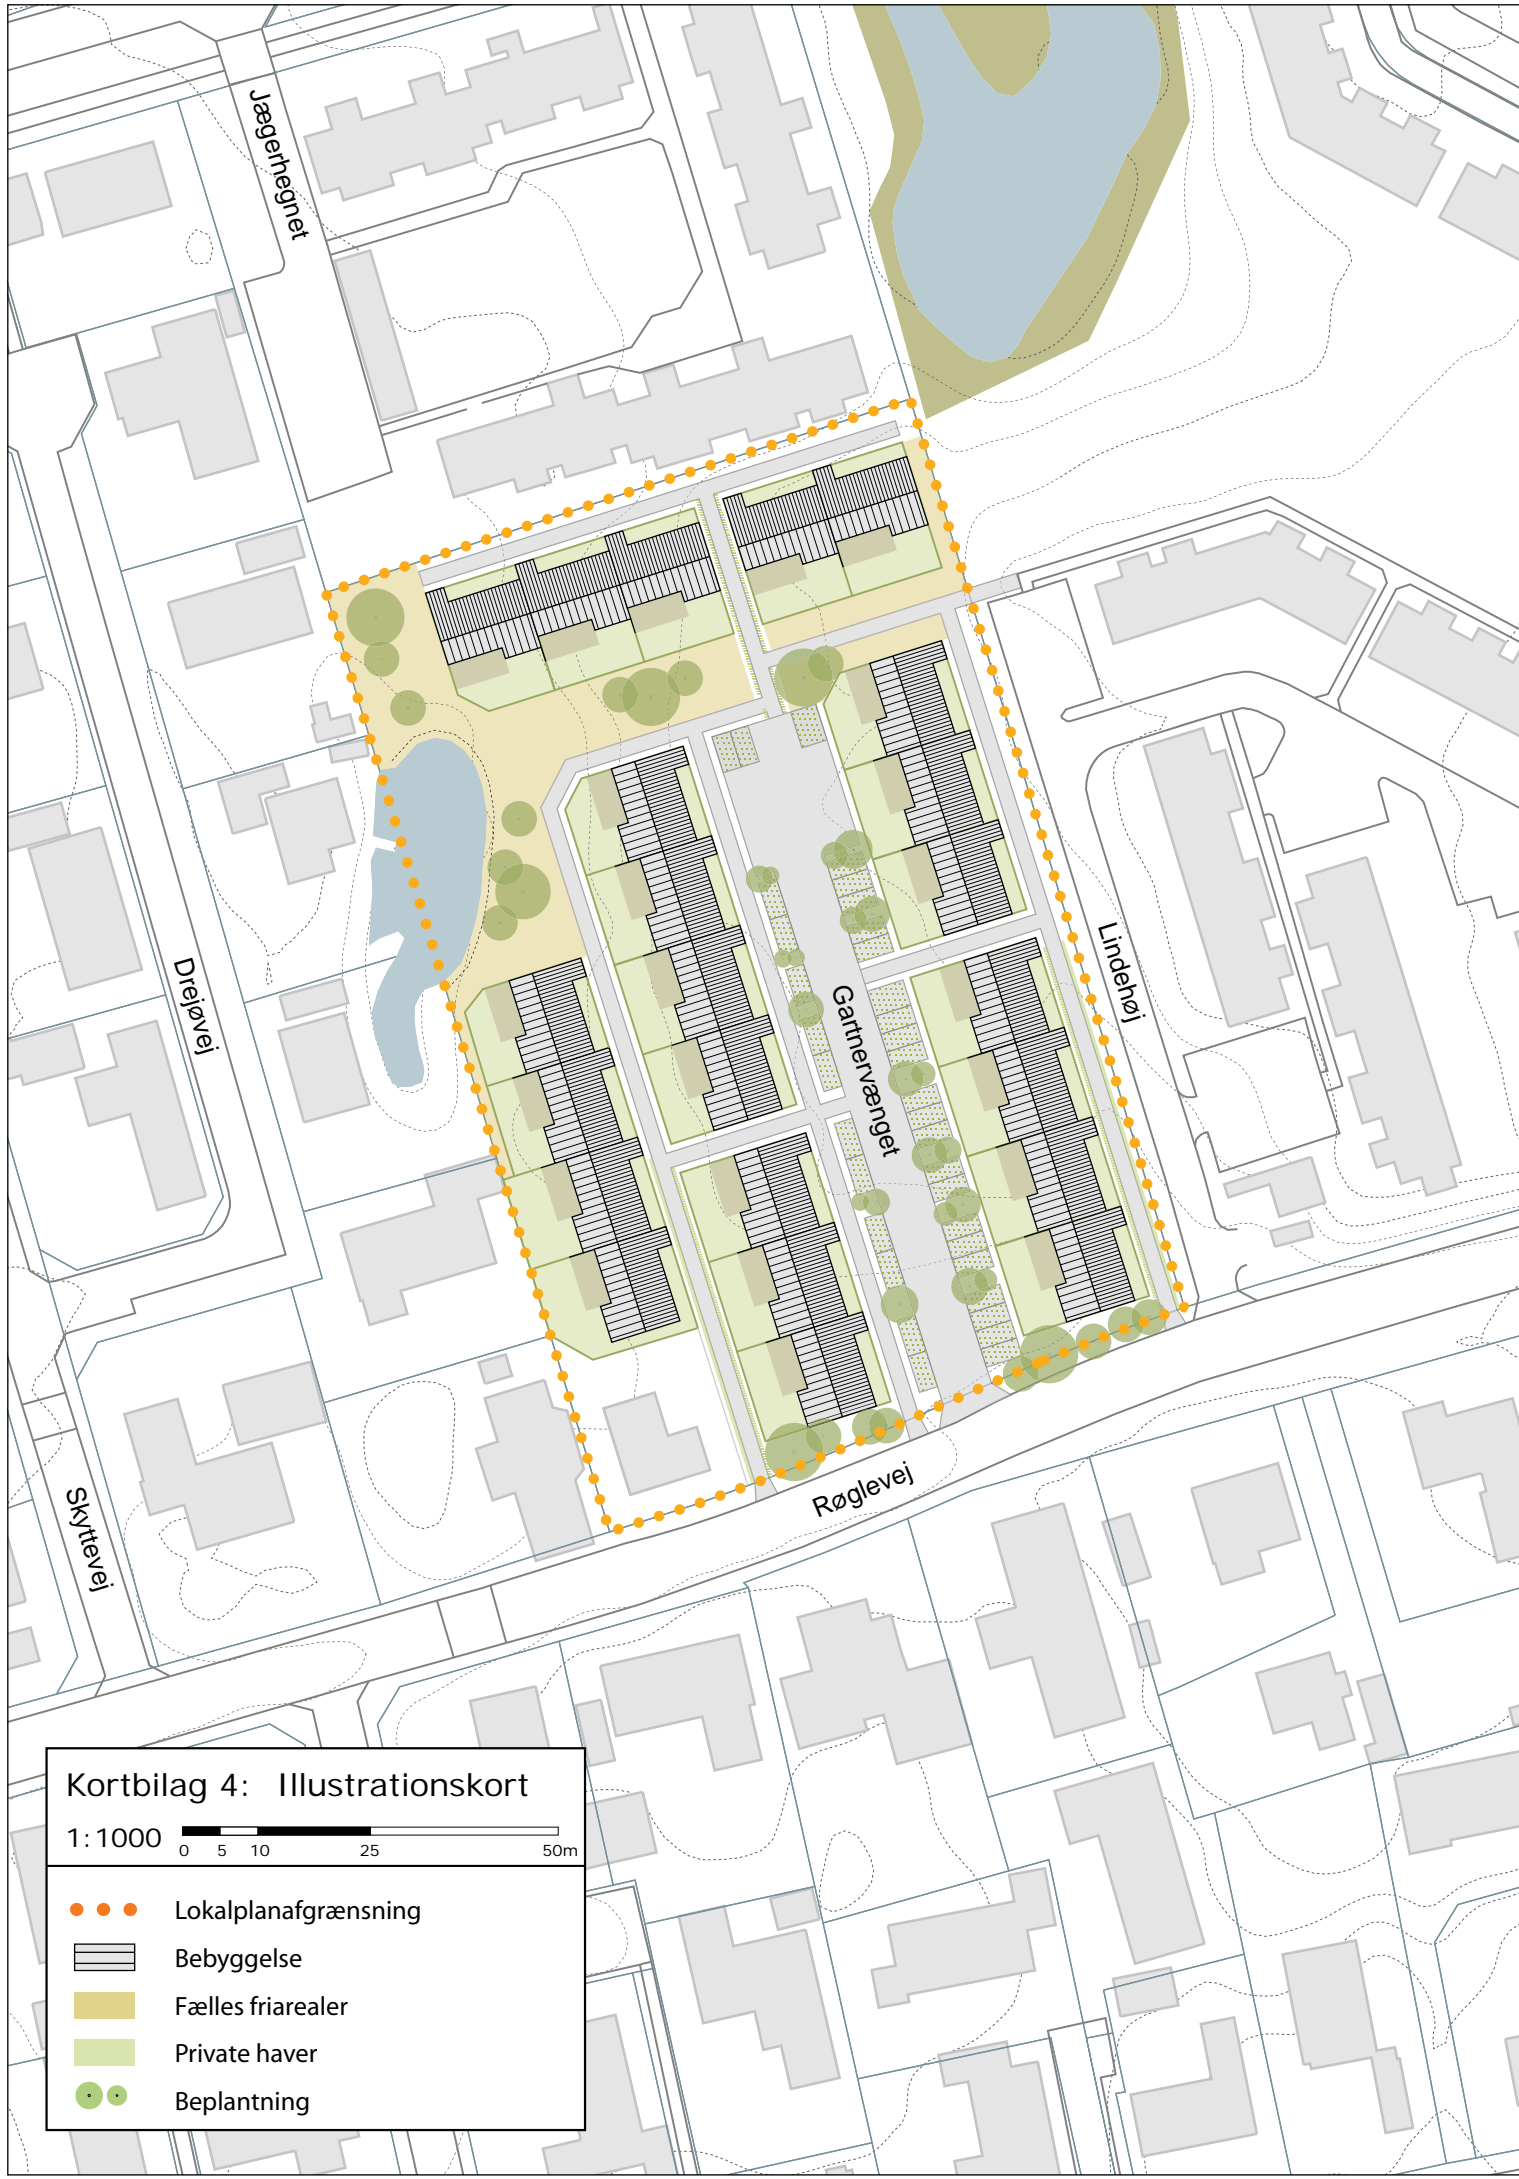 Jægerhegnet
Drejøvej
Lindehøj
Gartnervænget
Røglevej
Skyttevej
Kortbilag 4: Illustrationskort
1:1000
0 5 10 25 50m
Lokalplanafgrænsning
Bebyggelse
Fælles friarealer
Private haver
Beplantning